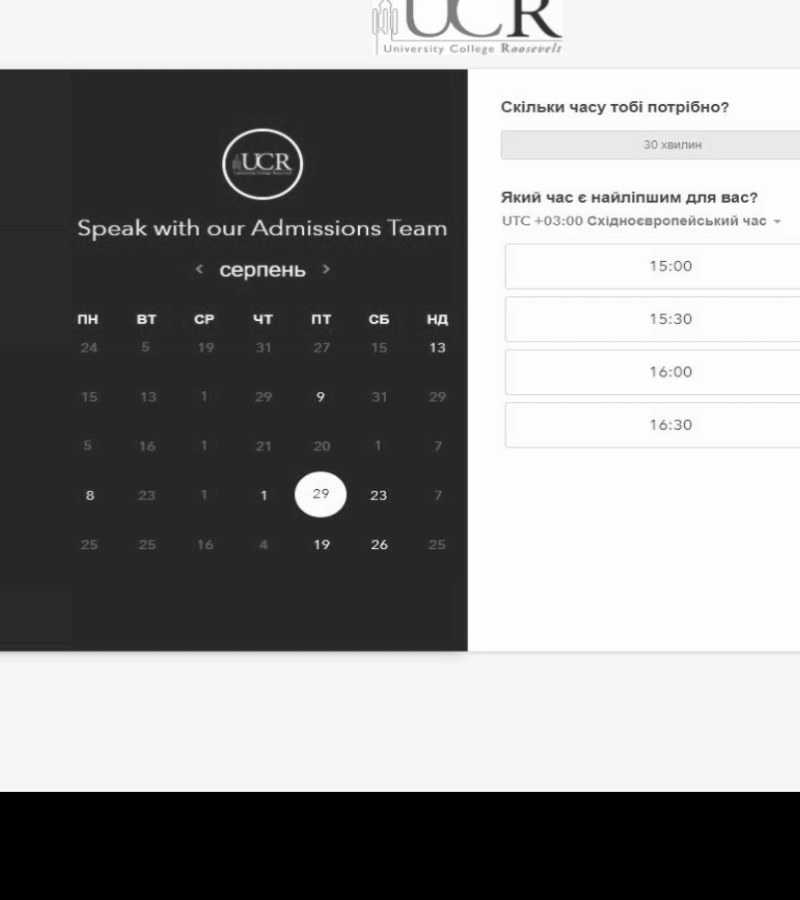 UCR
University College Roosevelt
UCR
Speak with our Admissions Team
‹ серпень ›
ПН ВТ СР ЧТ ПТ СБ НД
24 5 19 31 27 15 13
15 13 1 29 9 31 29
5 16 1 21 20 1 7
8 23 1 1 29 23 7
25 25 16 4 19 26 25
Скільки часу тобі потрібно?
30 хвилин
Який час є найліпшим для вас?
UTC +03:00 Східноєвропейський час
15:00
15:30
16:00
16:30